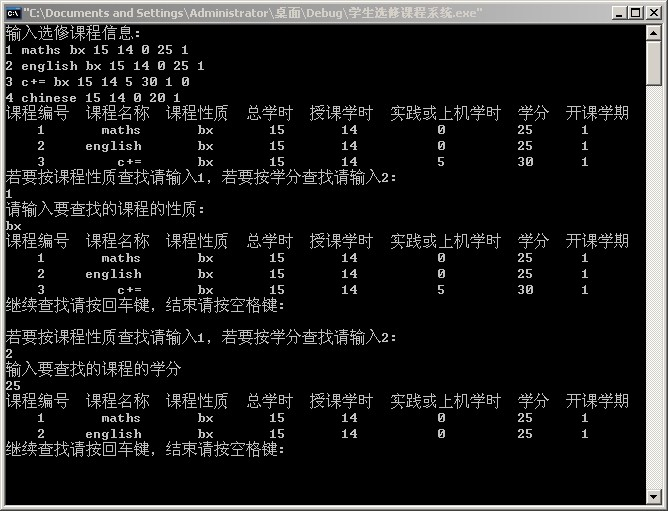 "C:\Documents and Settings\Administrator\桌面\Debug\学生选修课程系统.exe"
输入选修课程信息:
1 maths bx 15 14 0 25 1
2 english bx 15 14 0 25 1
3 c+= bx 15 14 5 30 1 0
4 chinese 15 14 0 20 1
课程编号 课程名称 课程性质 总学时 授课学时 实践或上机学时 学分 开课学期
1 maths bx 15 14 0 25 1
2 english bx 15 14 0 25 1
3 c+= bx 15 14 5 30 1
若要按课程性质查找请输入1, 若要按学分查找请输入2:
1
请输入要查找的课程的性质:
bx
课程编号 课程名称 课程性质 总学时 授课学时 实践或上机学时 学分 开课学期
1 maths bx 15 14 0 25 1
2 english bx 15 14 0 25 1
3 c+= bx 15 14 5 30 1
继续查找请按回车键, 结束请按空格键:
若要按课程性质查找请输入1, 若要按学分查找请输入2:
2
输入要查找的课程的学分
25
课程编号 课程名称 课程性质 总学时 授课学时 实践或上机学时 学分 开课学期
1 maths bx 15 14 0 25 1
2 english bx 15 14 0 25 1
继续查找请按回车键, 结束请按空格键: